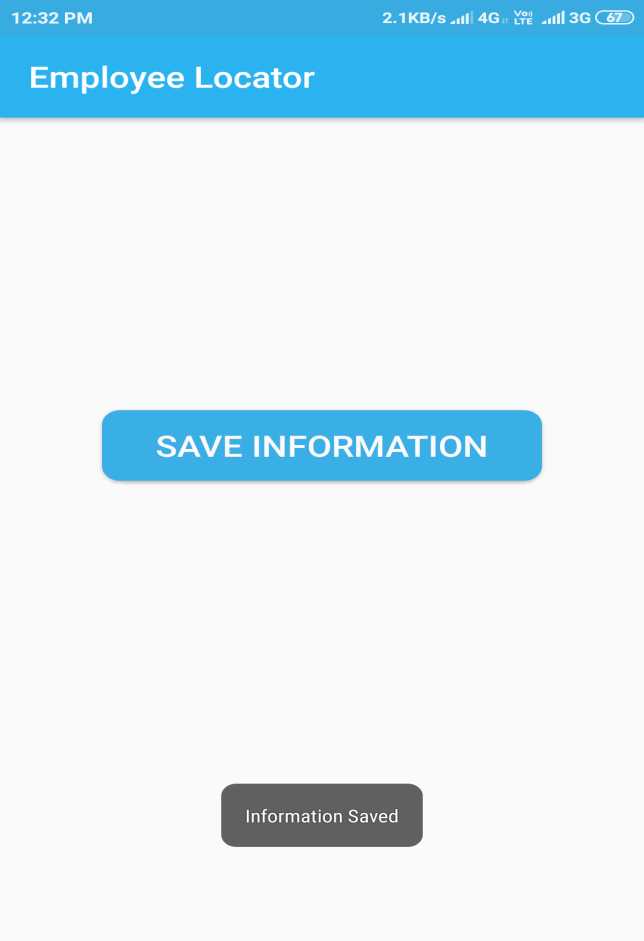 12:32 PM 2.1KB/s 4G Vo) LTE 3G 67
Employee Locator
SAVE INFORMATION
Information Saved